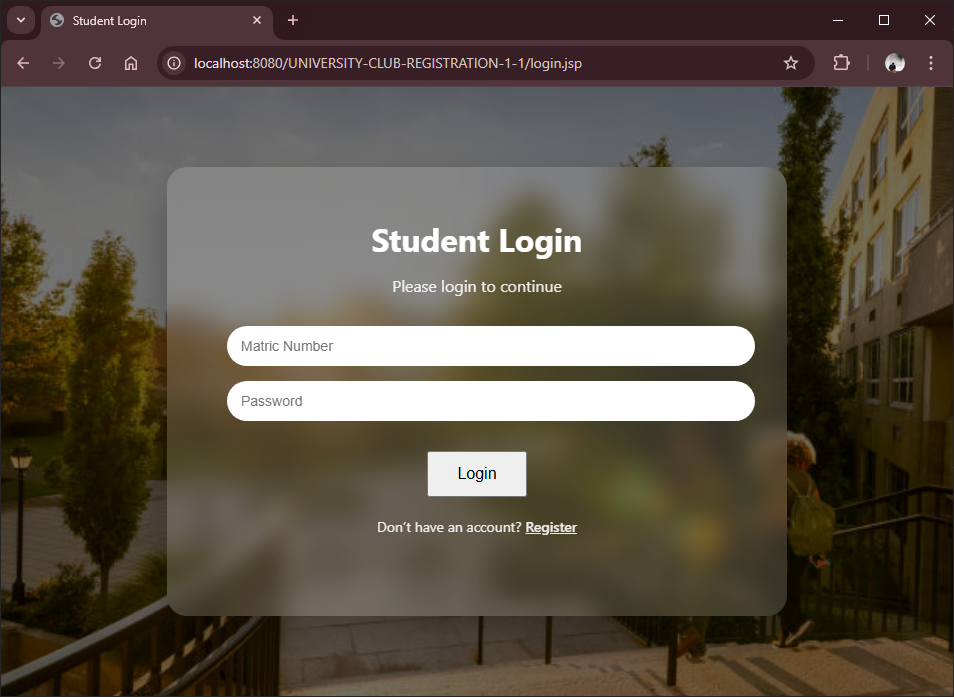 Student Login
localhost:8080/UNIVERSITY-CLUB-REGISTRATION-1-1/login.jsp
Student Login
Please login to continue
Matric Number
Password
Login
Don't have an account? Register